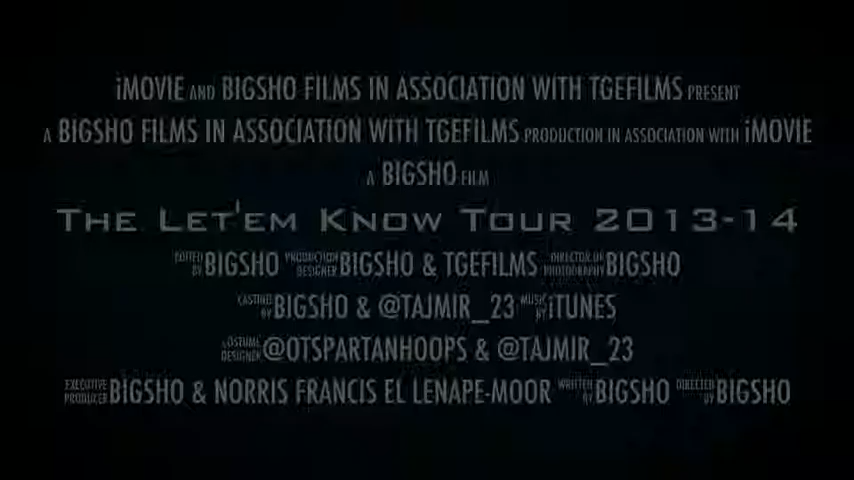 iMOVIE AND BIGSHO FILMS IN ASSOCIATION WITH TGEFILMS PRESENT
A BIGSHO FILMS IN ASSOCIATION WITH TGEFILMS PRODUCTION IN ASSOCIATION WITH iMOVIE
A BIGSHO FILM
THE LET'EM KNOW TOUR 2013-14
EDITED BY BIGSHO PRODUCTION DESIGNER BIGSHO & TGEFILMS DIRECTOR OF PHOTOGRAPHY BIGSHO
CASTING BY BIGSHO & @TAJMIR_23 MUSIC BY iTUNES
COSTUME DESIGNER @OTSPARTANHOOPS & @TAJMIR_23
EXECUTIVE PRODUCER BIGSHO & NORRIS FRANCIS EL LENAPE-MOOR WRITTEN BY BIGSHO DIRECTED BY BIGSHO